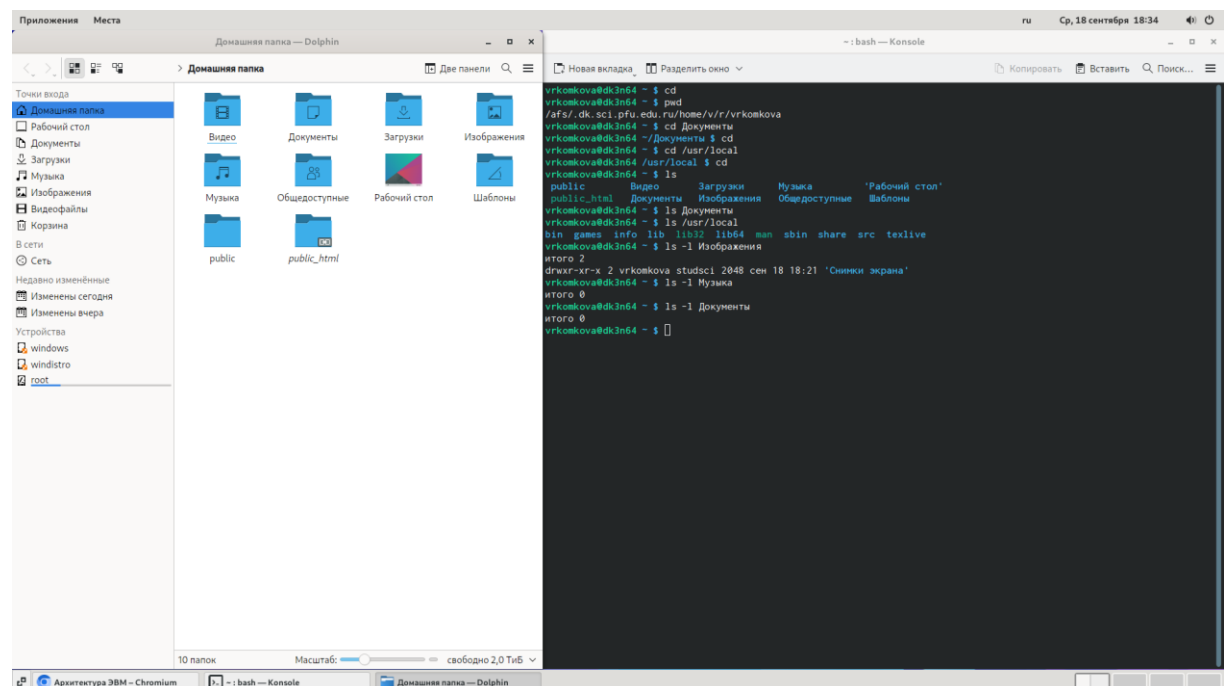 Приложения Места ru Ср, 18 сентября 18:34
Домашняя папка — Dolphin
Две панели
> Домашняя папка
Точки входа
Домашняя папка
Рабочий стол
Документы
Загрузки
Музыка
Изображения
Видеофайлы
Корзина
В сети
Сеть
Недавно изменённые
Изменены сегодня
Изменены вчера
Устройства
windows
windistro
root
Видео Документы Загрузки Изображения
Музыка Общедоступные Рабочий стол Шаблоны
public public_html
10 папок Масштаб: свободно 2,0 ТиБ
~ : bash — Konsole
Новая вкладка Разделить окно Копировать Вставить Поиск...
vrkomkova@dk3n64 ~ $ cd
vrkomkova@dk3n64 ~ $ pwd
/afs/.dk.sci.pfu.edu.ru/home/v/r/vrkomkova
vrkomkova@dk3n64 ~ $ cd Документы
vrkomkova@dk3n64 ~/Документы $ cd
vrkomkova@dk3n64 ~ $ cd /usr/local
vrkomkova@dk3n64 /usr/local $ cd
vrkomkova@dk3n64 ~ $ ls
public Видео Загрузки Музыка 'Рабочий стол'
public_html Документы Изображения Общедоступные Шаблоны
vrkomkova@dk3n64 ~ $ ls Документы
vrkomkova@dk3n64 ~ $ ls /usr/local
bin games info lib lib32 lib64 man sbin share src texlive
vrkomkova@dk3n64 ~ $ ls -l Изображения
итого 2
drwxr-xr-x 2 vrkomkova studsci 2048 сен 18 18:21 'Снимки экрана'
vrkomkova@dk3n64 ~ $ ls -l Музыка
итого 0
vrkomkova@dk3n64 ~ $ ls -l Документы
итого 0
vrkomkova@dk3n64 ~ $
Архитектура ЭВМ – Chromium ~ : bash — Konsole Домашняя папка — Dolphin